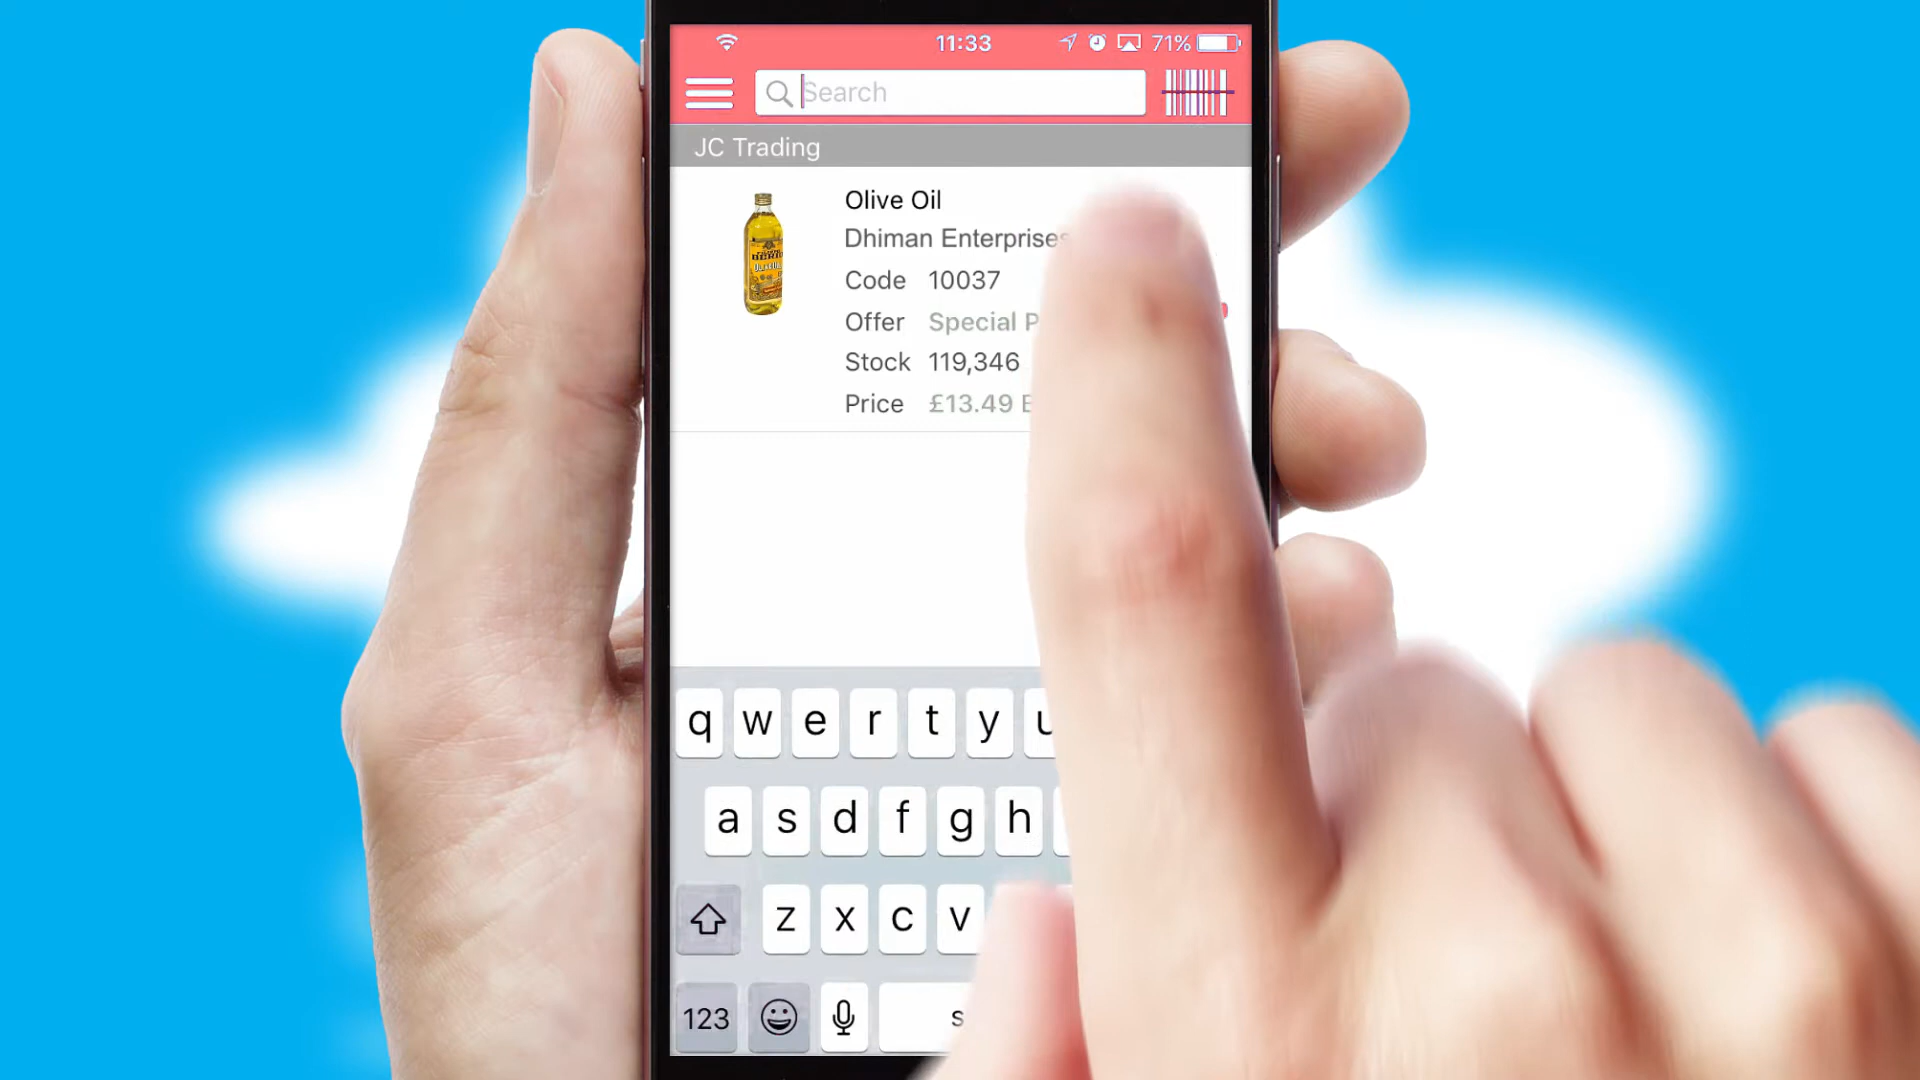 11:33 71%
Search
JC Trading
Olive Oil
Dhiman Enterprises
Code 10037
Offer Special
Stock 119,346
Price £13.49
q w e r t y u
a s d f g h
z x c v
123